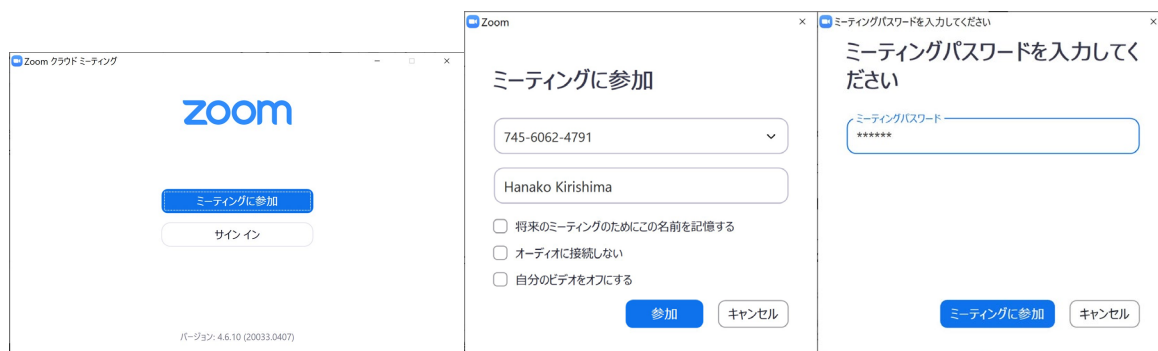 Zoom クラウド ミーティング
zoom
ミーティングに参加
サイン イン
バージョン: 4.6.10 (20033.0407)
Zoom
ミーティングに参加
745-6062-4791
Hanako Kirishima
将来のミーティングのためにこの名前を記憶する
オーディオに接続しない
自分のビデオをオフにする
参加
キャンセル
ミーティングパスワードを入力してください
ミーティングパスワードを入力してく
ださい
ミーティングパスワード
******
ミーティングに参加
キャンセル